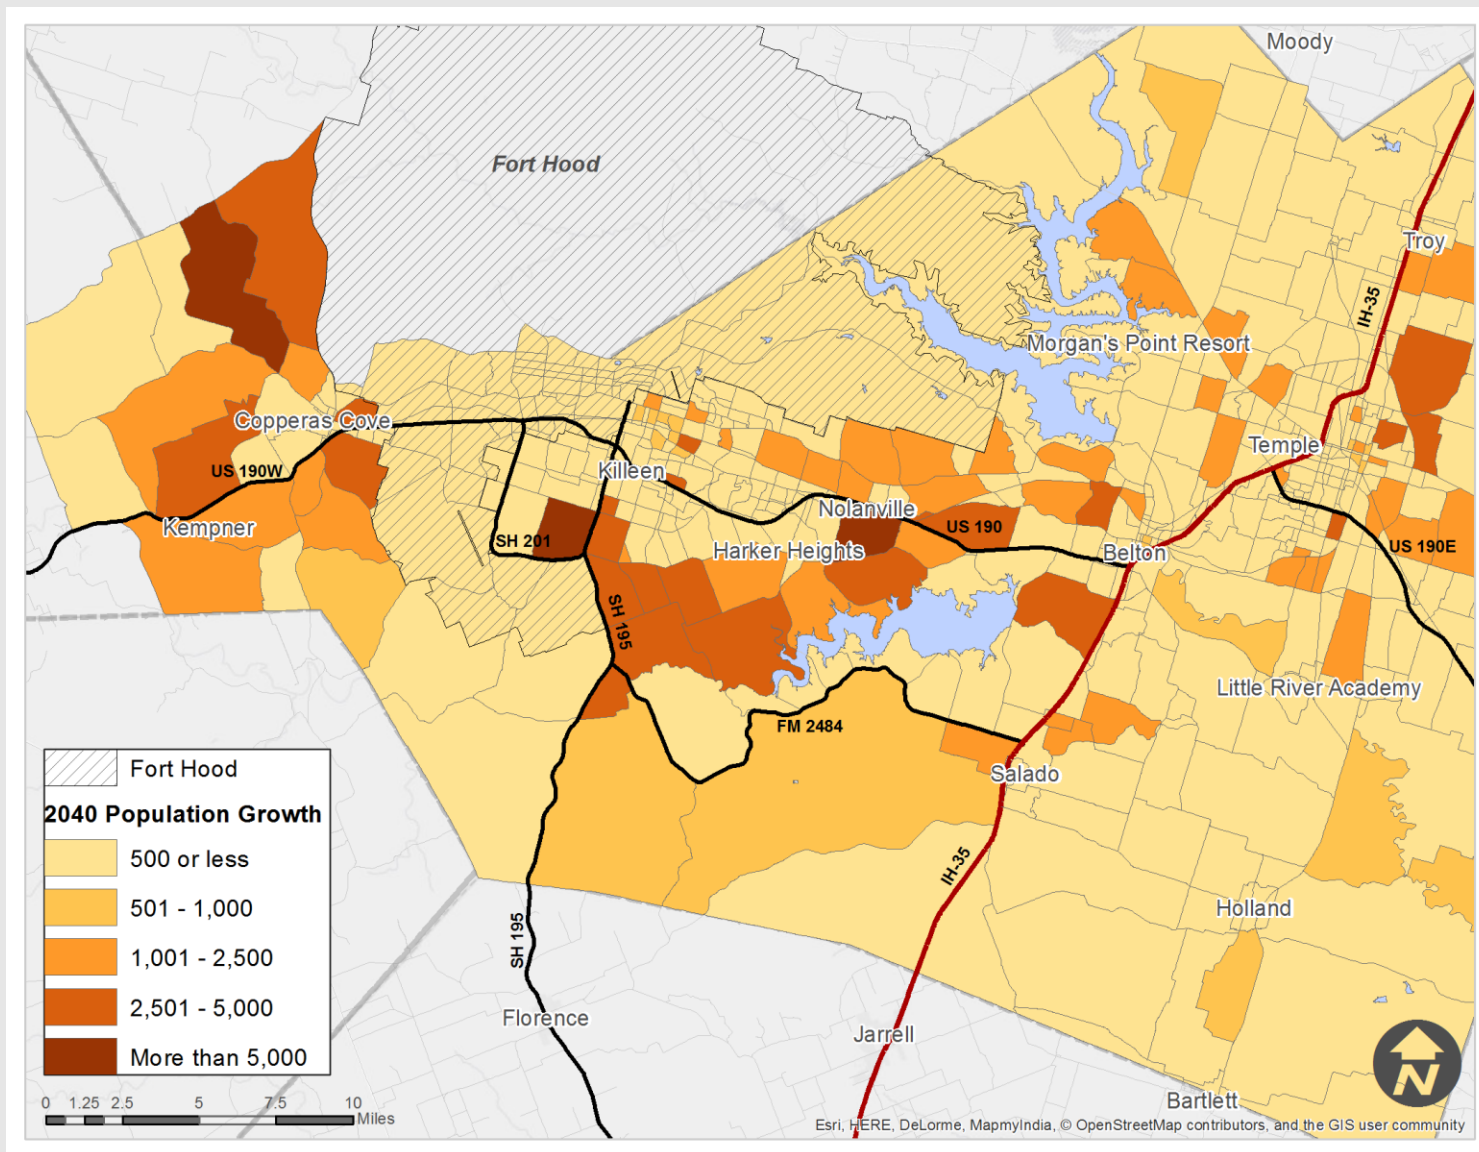 Moody
Fort Hood
Troy
IH-35
Morgan's Point Resort
Copperas Cove
Temple
US 190W
Killeen
Nolanville
Kempner
US 190
SH 201
Harker Heights
Belton
US 190E
SH 195
Little River Academy
FM 2484
Salado
Fort Hood
2040 Population Growth
500 or less
501 - 1,000
1,001 - 2,500
2,501 - 5,000
More than 5,000
IH-35
Holland
SH 195
Florence
Jarrell
N
Bartlett
0 1.25 2.5 5 7.5 10
Miles
Esri, HERE, DeLorme, MapmyIndia, © OpenStreetMap contributors, and the GIS user community